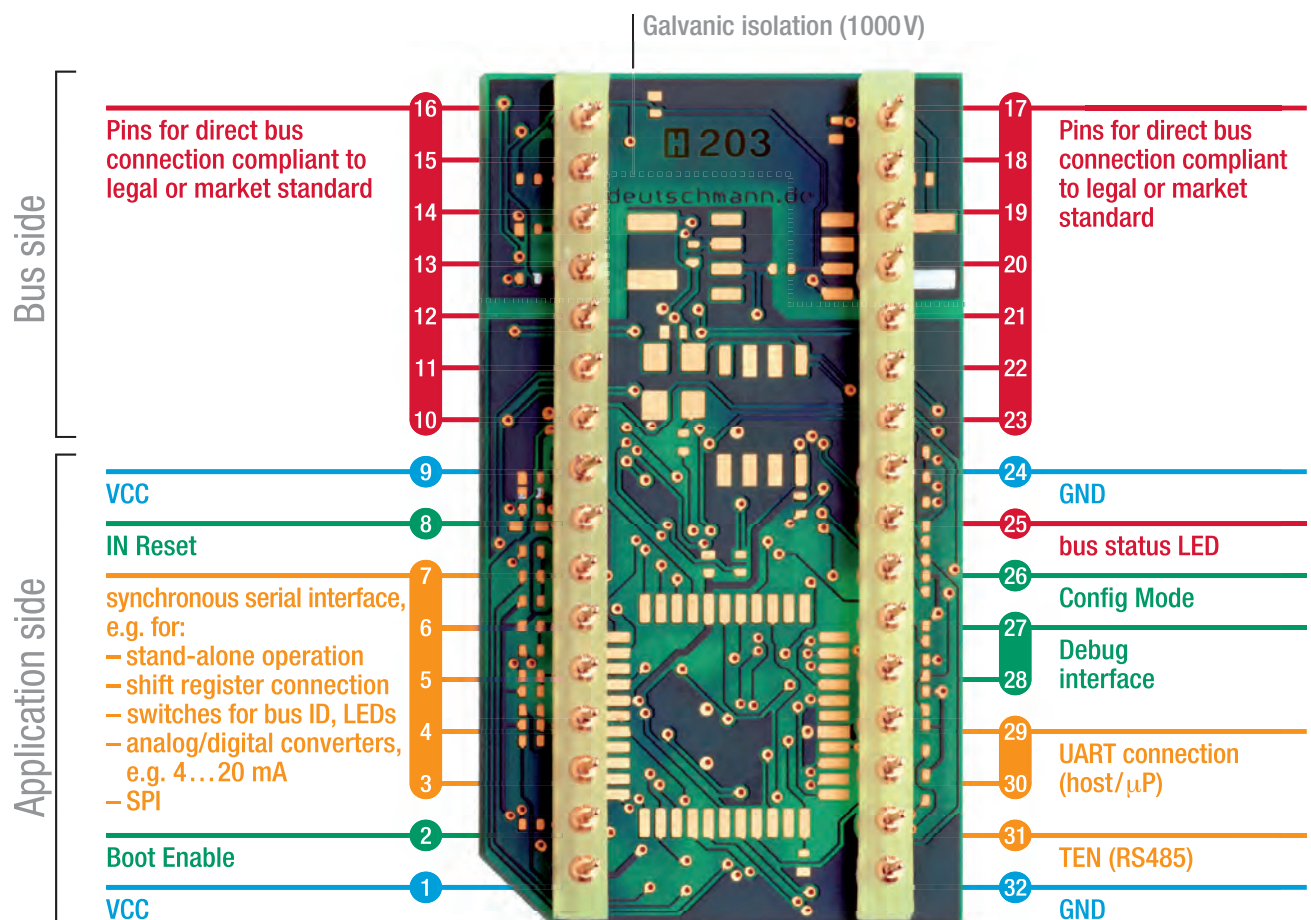 Galvanic isolation (1000 V)
Bus side
16
Pins for direct bus
connection compliant to
legal or market standard
15
14
13
12
11
10
17
Pins for direct bus
connection compliant
to legal or market
standard
18
19
20
21
22
23
H 203
deutschmann.de
Application side
9
VCC
8
IN Reset
7
synchronous serial interface,
e.g. for:
– stand-alone operation
– shift register connection
– switches for bus ID, LEDs
– analog/digital converters,
e.g. 4...20 mA
– SPI
6
5
4
3
2
Boot Enable
1
VCC
24
GND
25
bus status LED
26
Config Mode
27
Debug
interface
28
29
UART connection
(host/µP)
30
31
TEN (RS485)
32
GND